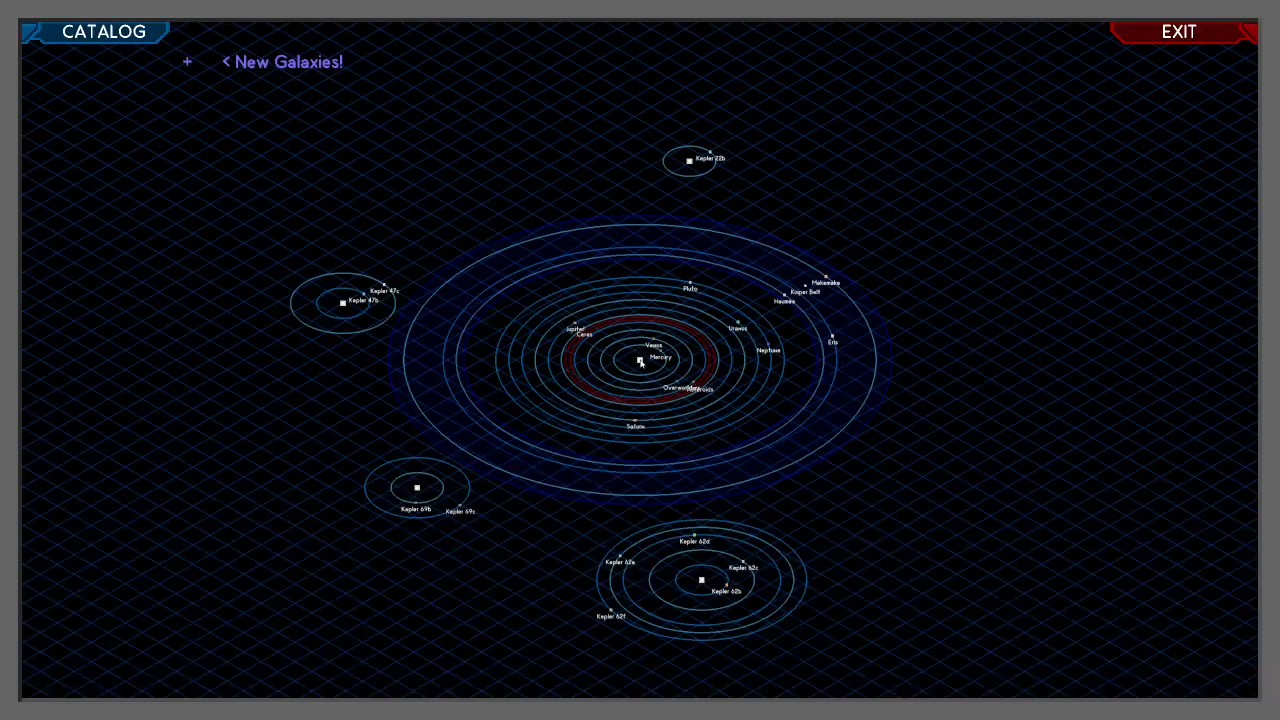 CATALOG
EXIT
+ < New Galaxies!
Kepler 22b
Makemake
Kuiper Belt
Haumea
Pluto
Kepler 47c
Kepler 47b
Jupiter
Ceres
Uranus
Eris
Venus
Neptune
Mercury
Asteroids
Saturn
Kepler 69b
Kepler 69c
Kepler 62d
Kepler 62e
Kepler 62c
Kepler 62b
Kepler 62f